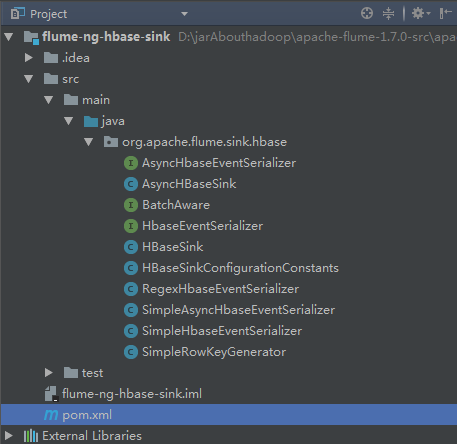 Project
flume-ng-hbase-sink D:\jarAbouthadoop\apache-flume-1.7.0-src\apa
.idea
src
main
java
org.apache.flume.sink.hbase
AsyncHbaseEventSerializer
AsyncHBaseSink
BatchAware
HbaseEventSerializer
HBaseSink
HBaseSinkConfigurationConstants
RegexHbaseEventSerializer
SimpleAsyncHbaseEventSerializer
SimpleHbaseEventSerializer
SimpleRowKeyGenerator
test
flume-ng-hbase-sink.iml
pom.xml
External Libraries